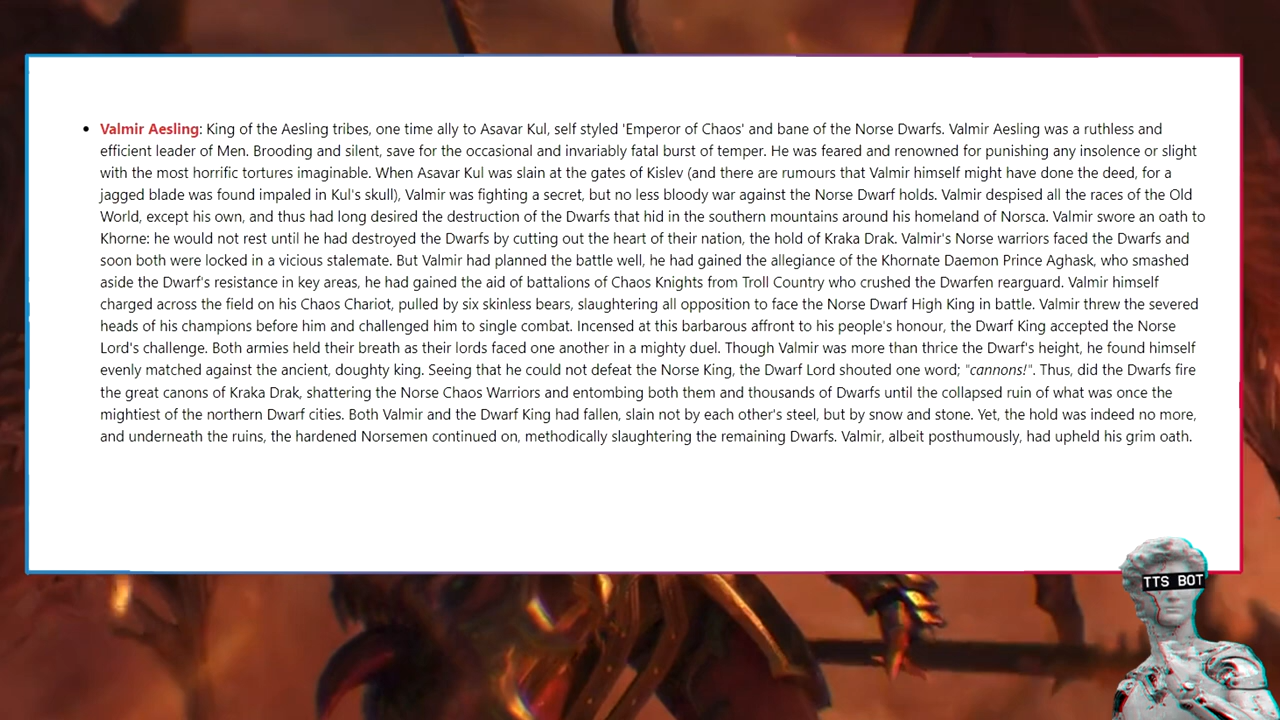 • Valmir Aesling: King of the Aesling tribes, one time ally to Asavar Kul, self styled 'Emperor of Chaos' and bane of the Norse Dwarfs. Valmir Aesling was a ruthless and
efficient leader of Men. Brooding and silent, save for the occasional and invariably fatal burst of temper. He was feared and renowned for punishing any insolence or slight
with the most horrific tortures imaginable. When Asavar Kul was slain at the gates of Kislev (and there are rumours that Valmir himself might have done the deed, for a
jagged blade was found impaled in Kul's skull), Valmir was fighting a secret, but no less bloody war against the Norse Dwarf holds. Valmir despised all the races of the Old
World, except his own, and thus had long desired the destruction of the Dwarfs that hid in the southern mountains around his homeland of Norsca. Valmir swore an oath to
Khorne: he would not rest until he had destroyed the Dwarfs by cutting out the heart of their nation, the hold of Kraka Drak. Valmir's Norse warriors faced the Dwarfs and
soon both were locked in a vicious stalemate. But Valmir had planned the battle well, he had gained the allegiance of the Khornate Daemon Prince Aghask, who smashed
aside the Dwarf's resistance in key areas, he had gained the aid of battalions of Chaos Knights from Troll Country who crushed the Dwarfen rearguard. Valmir himself
charged across the field on his Chaos Chariot, pulled by six skinless bears, slaughtering all opposition to face the Norse Dwarf High King in battle. Valmir threw the severed
heads of his champions before him and challenged him to single combat. Incensed at this barbarous affront to his people's honour, the Dwarf King accepted the Norse
Lord's challenge. Both armies held their breath as their lords faced one another in a mighty duel. Though Valmir was more than thrice the Dwarf's height, he found himself
evenly matched against the ancient, doughty king. Seeing that he could not defeat the Norse King, the Dwarf Lord shouted one word; "cannons!". Thus, did the Dwarfs fire
the great canons of Kraka Drak, shattering the Norse Chaos Warriors and entombing both them and thousands of Dwarfs until the collapsed ruin of what was once the
mightiest of the northern Dwarf cities. Both Valmir and the Dwarf King had fallen, slain not by each other's steel, but by snow and stone. Yet, the hold was indeed no more,
and underneath the ruins, the hardened Norsemen continued on, methodically slaughtering the remaining Dwarfs. Valmir, albeit posthumously, had upheld his grim oath.
TTS BOT